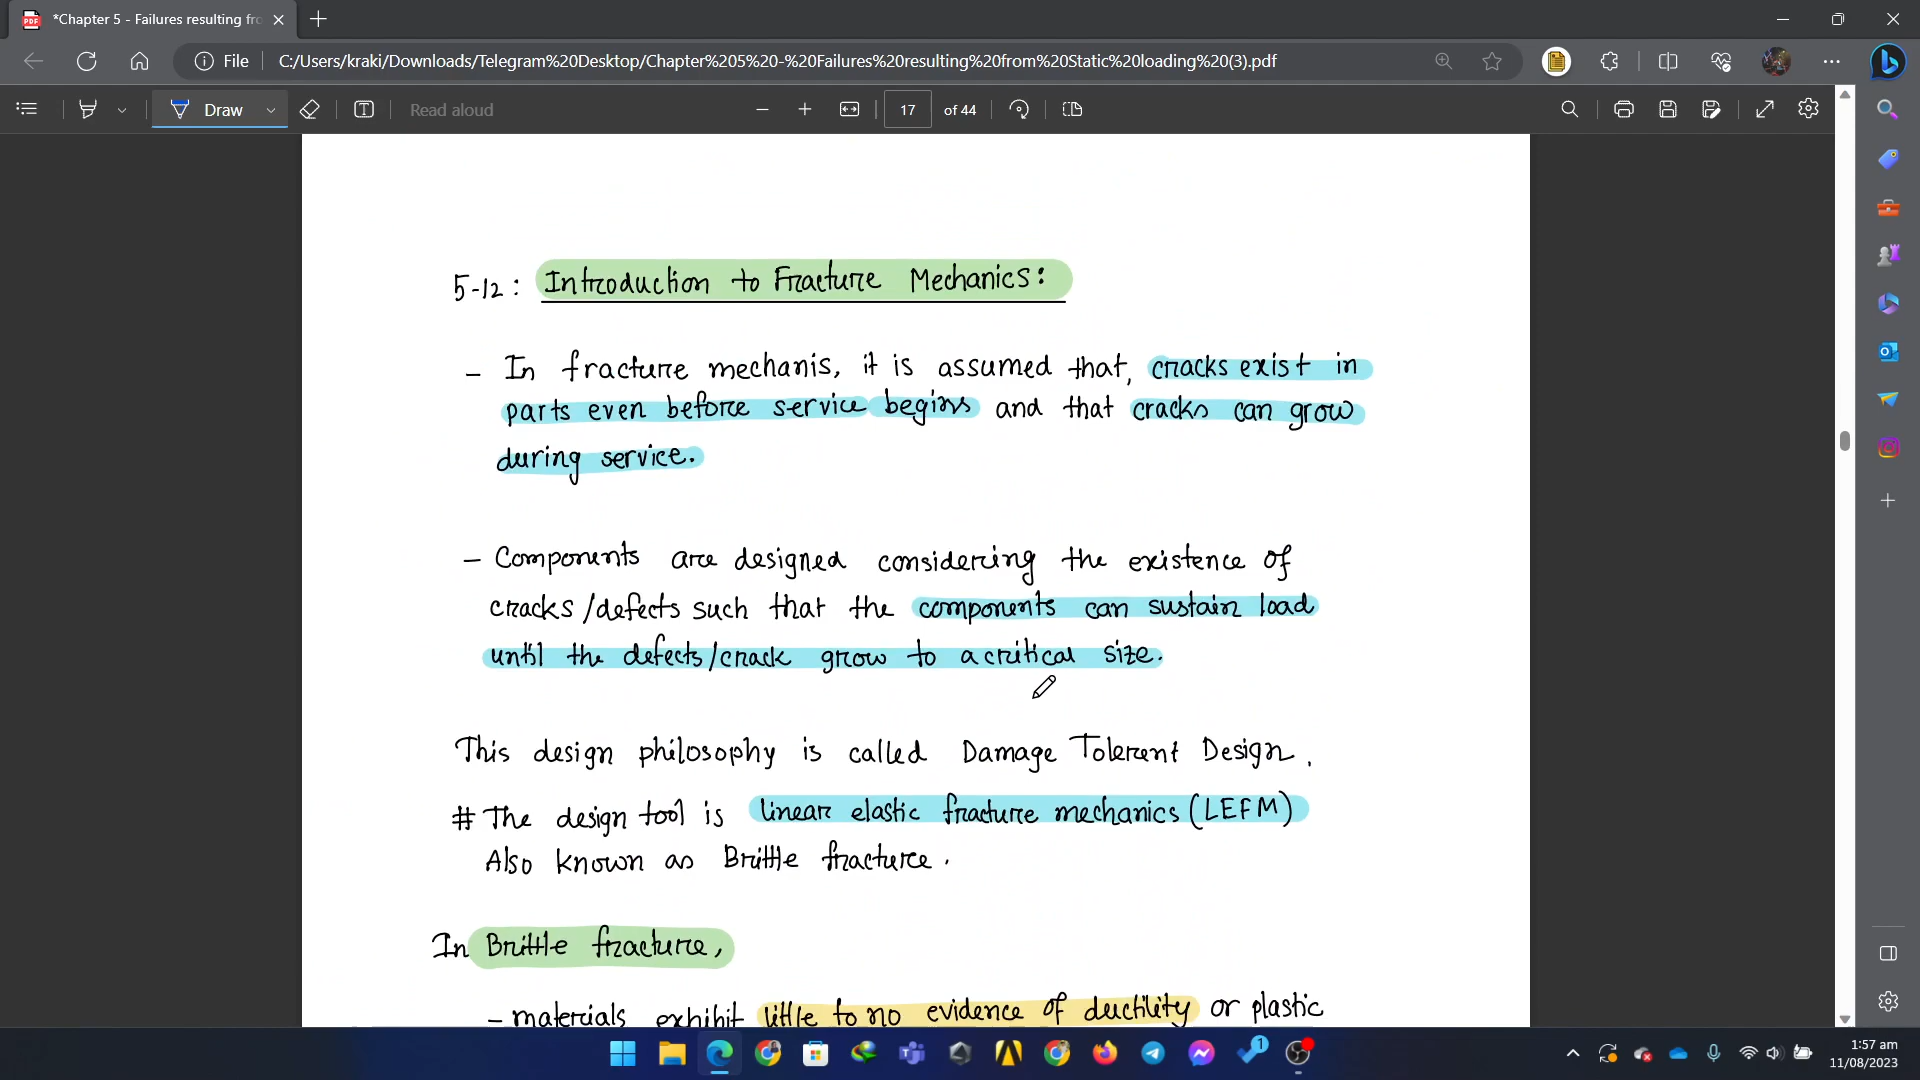 *Chapter 5 - Failures resulting fro
File
C:/Users/kraki/Downloads/Telegram%20Desktop/Chapter%205%20-%20Failures%20resulting%20from%20Static%20loading%20(3).pdf
Draw
Read aloud
17 of 44
5-12: Introduction to Fracture Mechanics:
- In fracture mechanis, it is assumed that, cracks exist in
parts even before service begins and that cracks can grow
during service.
- Components are designed considering the existence of
cracks/defects such that the components can sustain load
until the defects/crack grow to a critical size.
This design philosophy is called Damage Tolerent Design.
# The design tool is linear elastic fracture mechanics (LEFM)
Also known as Brittle fracture.
In Brittle fracture,
- materials exhibit little to no evidence of ductility or plastic
1
1:57 am
11/08/2023